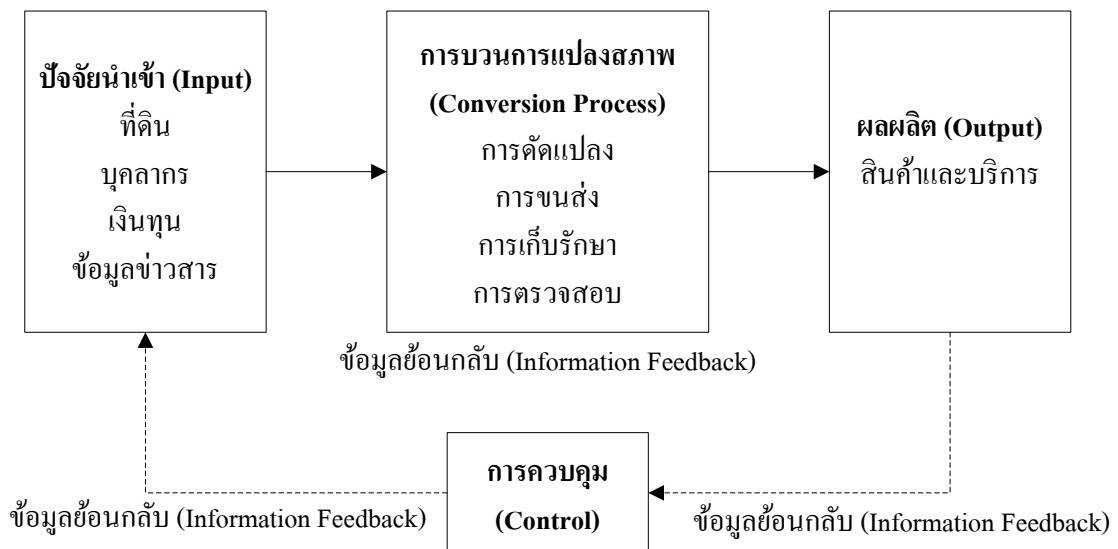 ปัจจัยนำเข้า (Input)
ที่ดิน
บุคลากร
เงินทุน
ข้อมูลข่าวสาร
การบวนการแปลงสภาพ
(Conversion Process)
การดัดแปลง
การขนส่ง
การเก็บรักษา
การตรวจสอบ
ผลผลิต (Output)
สินค้าและบริการ
ข้อมูลย้อนกลับ (Information Feedback)
การควบคุม
(Control)
ข้อมูลย้อนกลับ (Information Feedback)
ข้อมูลย้อนกลับ (Information Feedback)